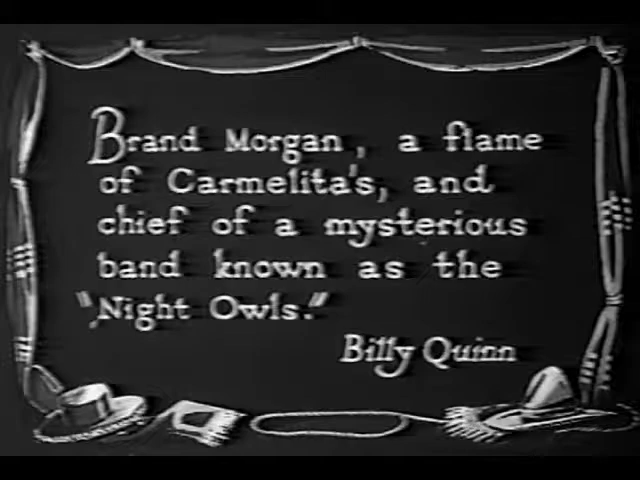 Brand Morgan, a flame
of Carmelita's, and
chief of a mysterious
band known as the
"Night Owls."
Billy Quinn